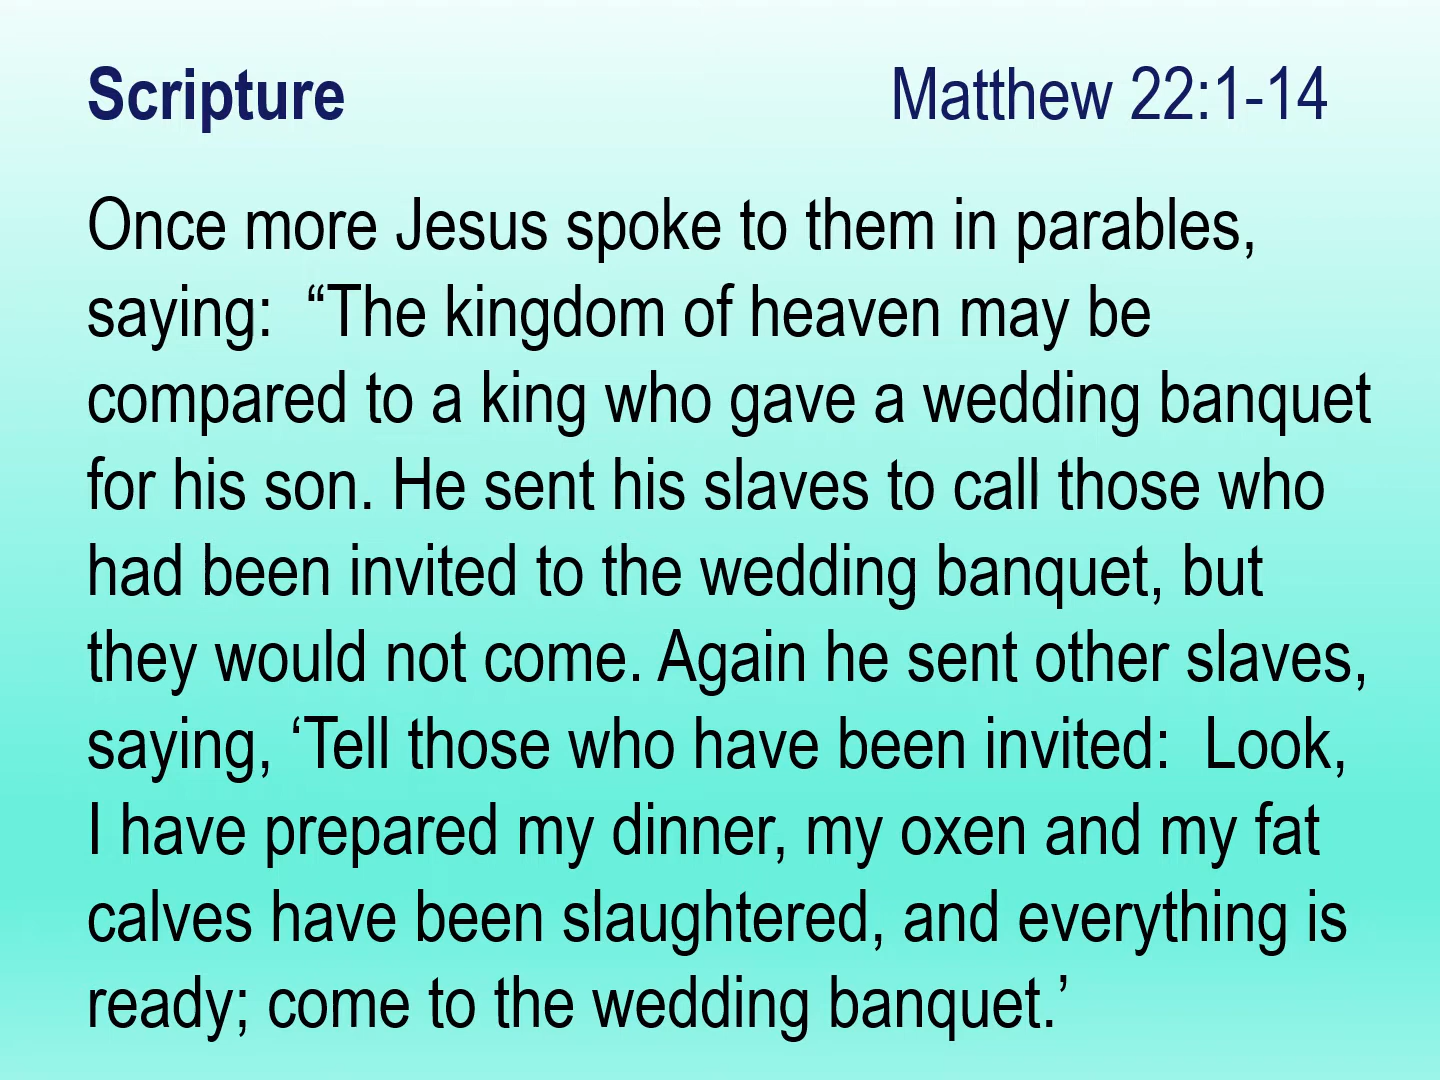 Scripture Matthew 22:1-14
Once more Jesus spoke to them in parables,
saying:  “The kingdom of heaven may be
compared to a king who gave a wedding banquet
for his son. He sent his slaves to call those who
had been invited to the wedding banquet, but
they would not come. Again he sent other slaves,
saying, ‘Tell those who have been invited:  Look,
I have prepared my dinner, my oxen and my fat
calves have been slaughtered, and everything is
ready; come to the wedding banquet.’